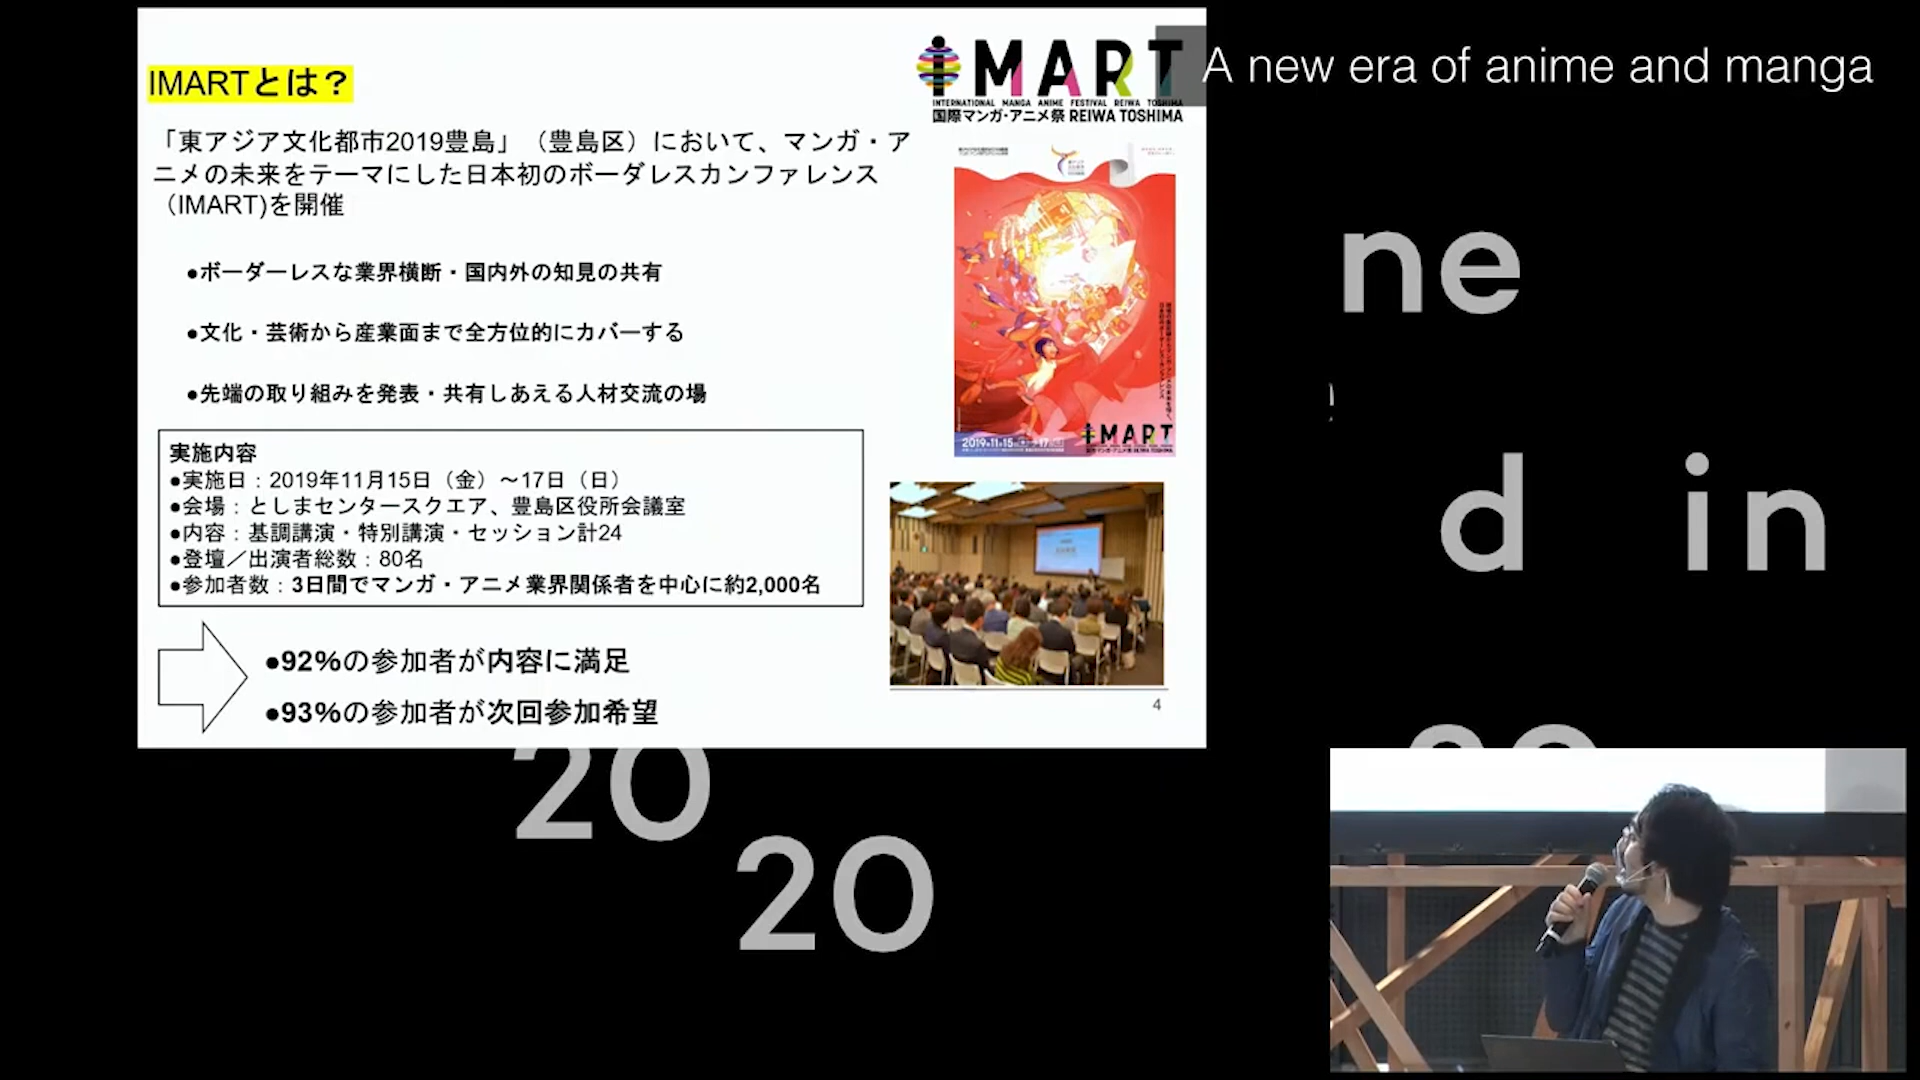 IMARTとは？
IMART
INTERNATIONAL MANGA ANIME FESTIVAL REIWA TOSHIMA
国際マンガ・アニメ祭 REIWA TOSHIMA
A new era of anime and manga
「東アジア文化都市2019豊島」（豊島区）において、マンガ・ア
ニメの未来をテーマにした日本初のボーダレスカンファレンス
（IMART)を開催
●ボーダーレスな業界横断・国内外の知見の共有
●文化・芸術から産業面まで全方位的にカバーする
●先端の取り組みを発表・共有しあえる人材交流の場
IMART
実施内容
●実施日：2019年11月15日（金）～17日（日）
●会場：としまセンタースクエア、豊島区役所会議室
●内容：基調講演・特別講演・セッション計24
●登壇／出演者総数：80名
●参加者数：3日間でマンガ・アニメ業界関係者を中心に約2,000名
●92%の参加者が内容に満足
●93%の参加者が次回参加希望
4
ne
d in
20
20